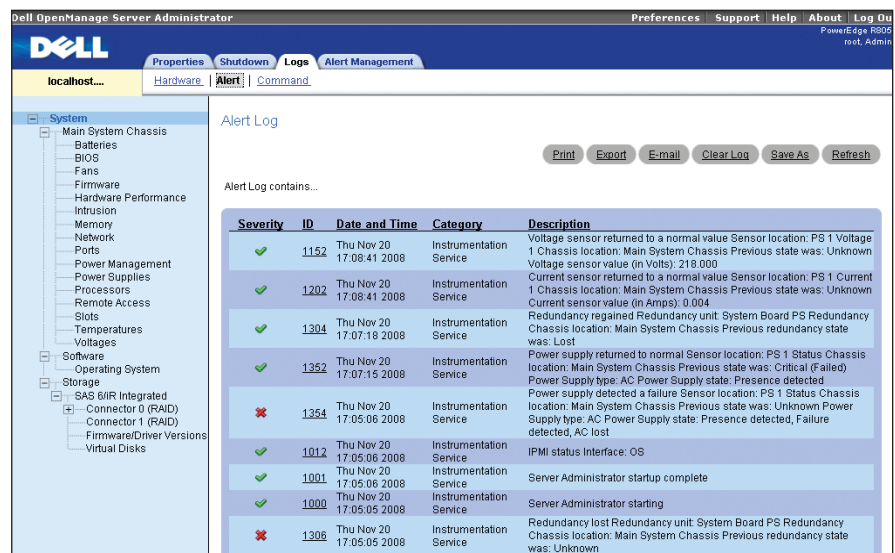 Dell OpenManage Server Administrator
Preferences Support Help About Log Ou
PowerEdge R805
root, Admin
DELL
Properties Shutdown Logs Alert Management
localhost....
Hardware | Alert | Command
System
Main System Chassis
Batteries
BIOS
Fans
Firmware
Hardware Performance
Intrusion
Memory
Network
Ports
Power Management
Power Supplies
Processors
Remote Access
Slots
Temperatures
Voltages
Software
Operating System
Storage
SAS 6/iR Integrated
Connector 0 (RAID)
Connector 1 (RAID)
Firmware/Driver Versions
Virtual Disks
Alert Log
Print Export E-mail Clear Log Save As Refresh
Alert Log contains...
Severity ID Date and Time Category Description
1152 Thu Nov 20 17:08:41 2008 Instrumentation Service
Voltage sensor returned to a normal value Sensor location: PS 1 Voltage
1 Chassis location: Main System Chassis Previous state was: Unknown
Voltage sensor value (in Volts): 218.000
1202 Thu Nov 20 17:08:41 2008 Instrumentation Service
Current sensor returned to a normal value Sensor location: PS 1 Current
1 Chassis location: Main System Chassis Previous state was: Unknown
Current sensor value (in Amps): 0.004
1304 Thu Nov 20 17:07:18 2008 Instrumentation Service
Redundancy regained Redundancy unit: System Board PS Redundancy
Chassis location: Main System Chassis Previous redundancy state
was: Lost
1352 Thu Nov 20 17:07:15 2008 Instrumentation Service
Power supply returned to normal Sensor location: PS 1 Status Chassis
location: Main System Chassis Previous state was: Critical (Failed)
Power Supply type: AC Power Supply state: Presence detected
1354 Thu Nov 20 17:05:06 2008 Instrumentation Service
Power supply detected a failure Sensor location: PS 1 Status Chassis
location: Main System Chassis Previous state was: Unknown Power
Supply type: AC Power Supply state: Presence detected, Failure
detected, AC lost
1012 Thu Nov 20 17:05:06 2008 Instrumentation Service
IPMI status Interface: OS
1001 Thu Nov 20 17:05:06 2008 Instrumentation Service
Server Administrator startup complete
1000 Thu Nov 20 17:05:05 2008 Instrumentation Service
Server Administrator starting
1306 Thu Nov 20 17:05:05 2008 Instrumentation Service
Redundancy lost Redundancy unit: System Board PS Redundancy
Chassis location: Main System Chassis Previous redundancy state
was: Unknown